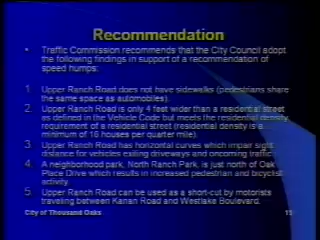 Recommendation
• Traffic Commission recommends that the City Council adopt
the following findings in support of a recommendation of
speed humps:
1. Upper Ranch Road does not have sidewalks (pedestrians share
the same space as automobiles).
2. Upper Ranch Road is only 4 feet wider than a residential street
as defined in the Vehicle Code but meets the residential density
requirement of a residential street (residential density is a
minimum of 16 houses per quarter mile).
3. Upper Ranch Road has horizontal curves which impair sight
distance for vehicles exiting driveways and oncoming traffic.
4. A neighborhood park, North Ranch Park, is just north of Oak
Place Drive which results in increased pedestrian and bicyclist
activity.
5. Upper Ranch Road can be used as a short-cut by motorists
traveling between Kanan Road and Westlake Boulevard.
City of Thousand Oaks 15